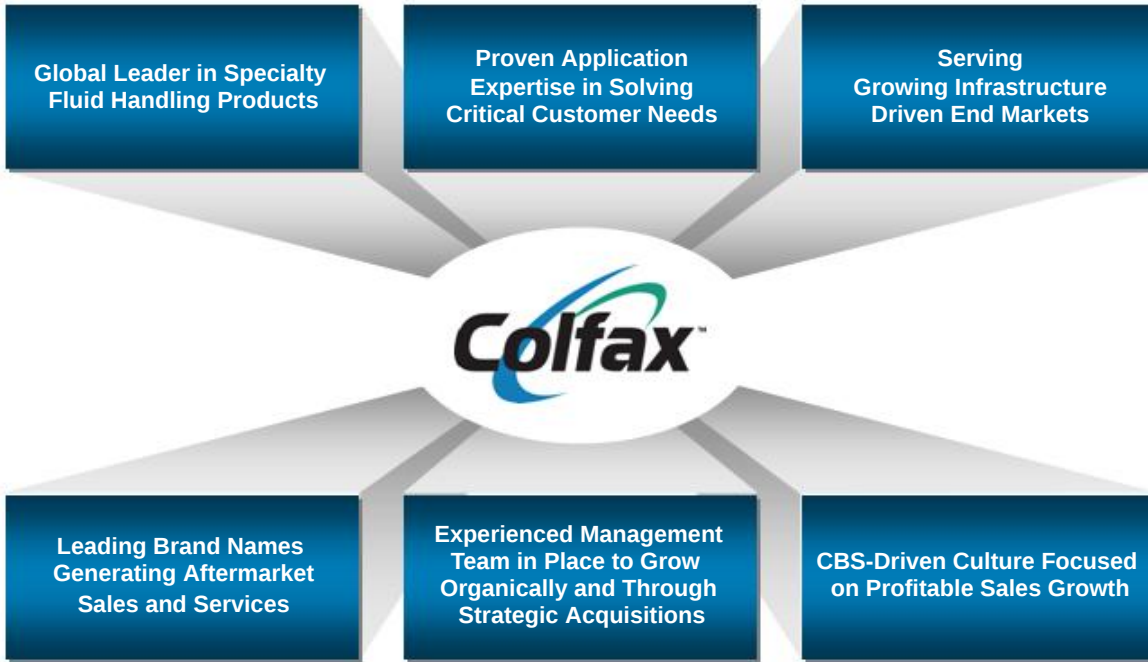 Global Leader in Specialty
Fluid Handling Products
Proven Application
Expertise in Solving
Critical Customer Needs
Serving
Growing Infrastructure
Driven End Markets
Colfax™
Leading Brand Names
Generating Aftermarket
Sales and Services
Experienced Management
Team in Place to Grow
Organically and Through
Strategic Acquisitions
CBS-Driven Culture Focused
on Profitable Sales Growth